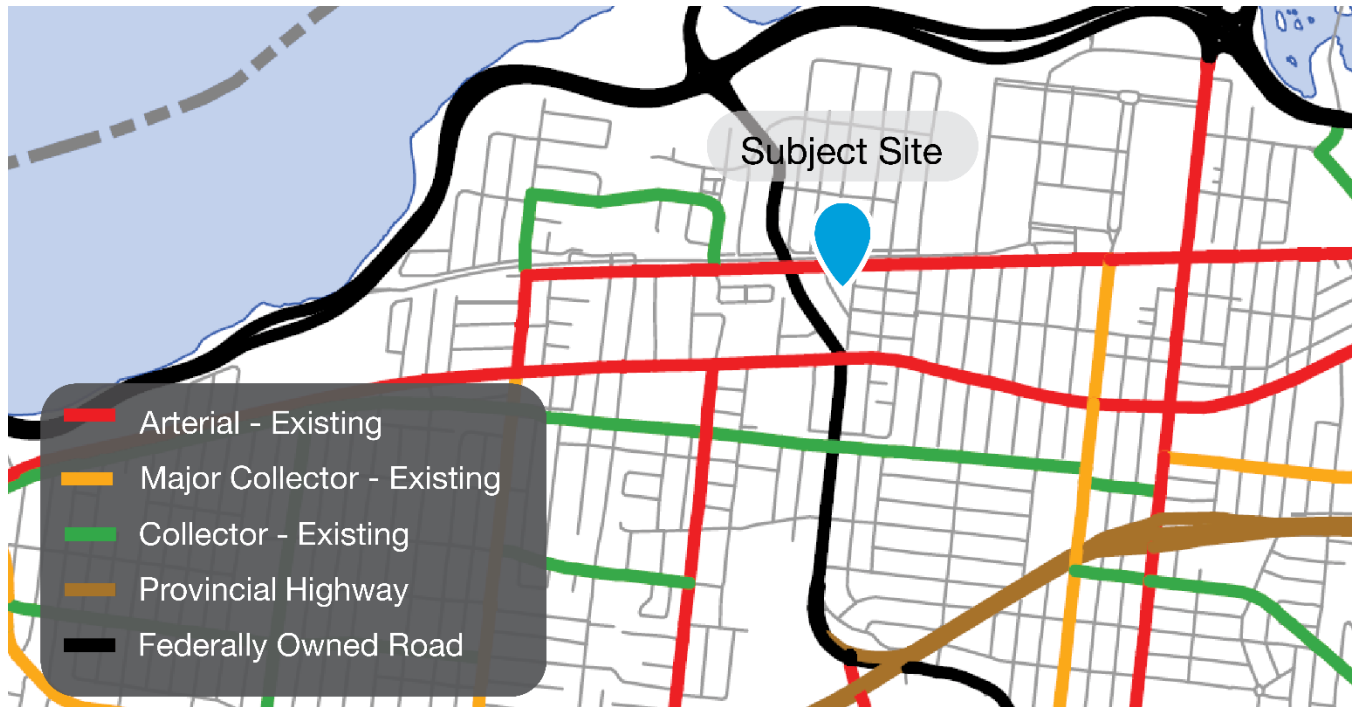 Subject Site
Arterial - Existing
Major Collector - Existing
Collector - Existing
Provincial Highway
Federally Owned Road